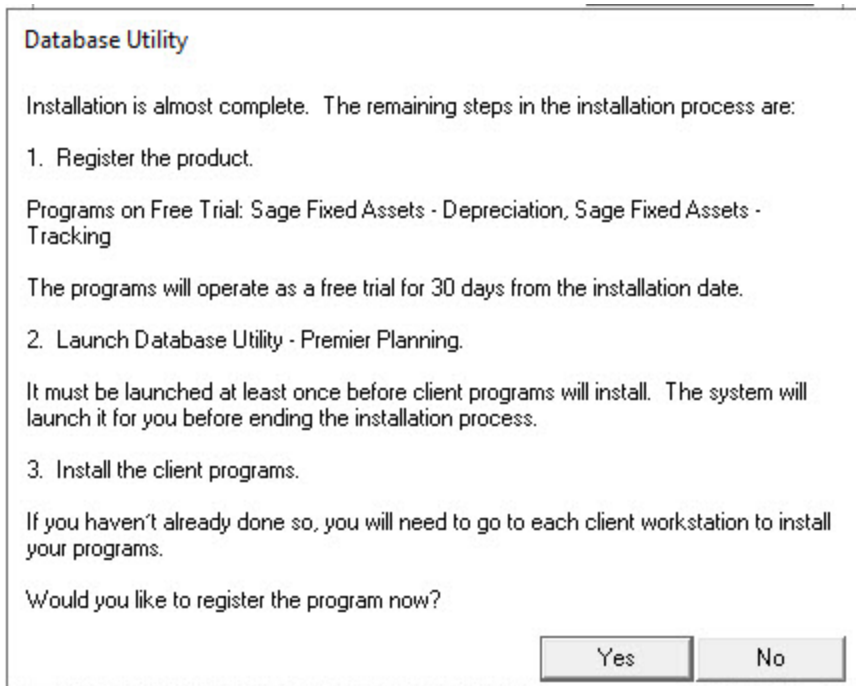 Database Utility
Installation is almost complete.  The remaining steps in the installation process are:
1.  Register the product.
Programs on Free Trial: Sage Fixed Assets - Depreciation, Sage Fixed Assets -
Tracking
The programs will operate as a free trial for 30 days from the installation date.
2.  Launch Database Utility - Premier Planning.
It must be launched at least once before client programs will install.  The system will
launch it for you before ending the installation process.
3.  Install the client programs.
If you haven´t already done so, you will need to go to each client workstation to install
your programs.
Would you like to register the program now?
Yes No